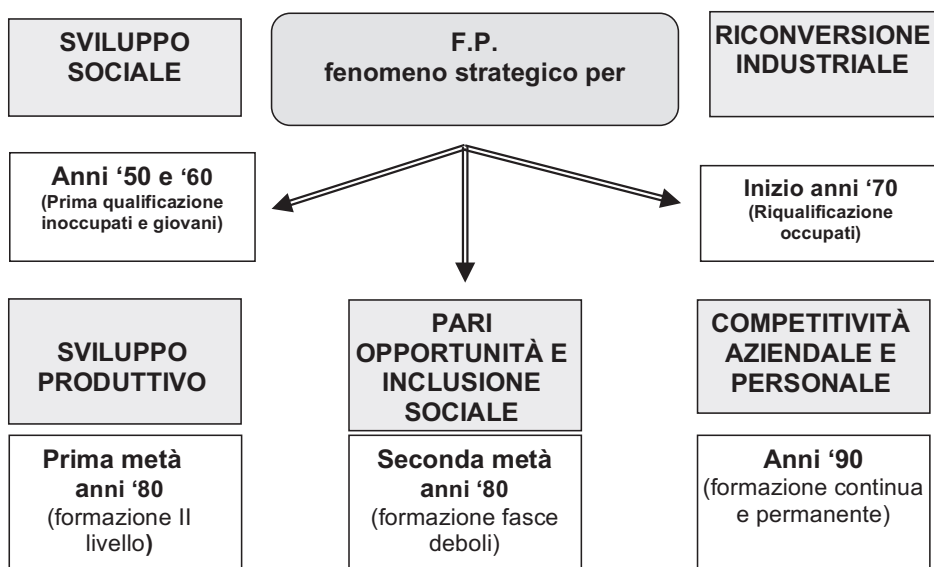 SVILUPPO
SOCIALE
F.P.
fenomeno strategico per
RICONVERSIONE
INDUSTRIALE
Anni ‘50 e ‘60
(Prima qualificazione
inoccupati e giovani)
Inizio anni ‘70
(Riqualificazione
occupati)
SVILUPPO
PRODUTTIVO
PARI
OPPORTUNITÀ E
INCLUSIONE
SOCIALE
COMPETITIVITÀ
AZIENDALE E
PERSONALE
Prima metà
anni ‘80
(formazione II
livello)
Seconda metà
anni ‘80
(formazione fasce
deboli)
Anni ‘90
(formazione continua
e permanente)